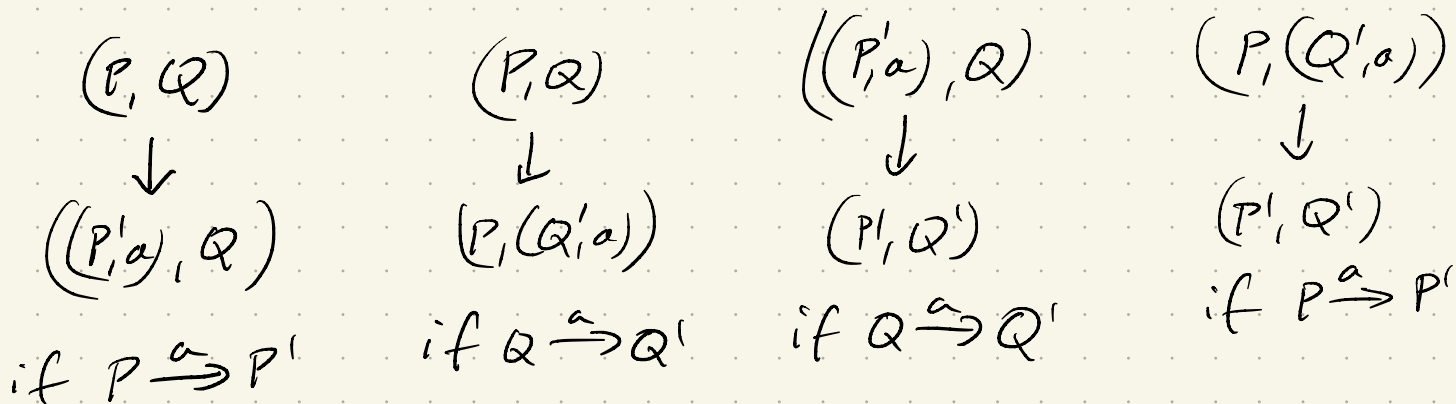 (P, Q)
↓
((P',a), Q)
if P -a-> P'
(P, Q)
↓
(P, (Q',a))
if Q -a-> Q'
((P',a), Q)
↓
(P', Q')
if Q -a-> Q'
(P, (Q',a))
↓
(P', Q')
if P -a-> P'